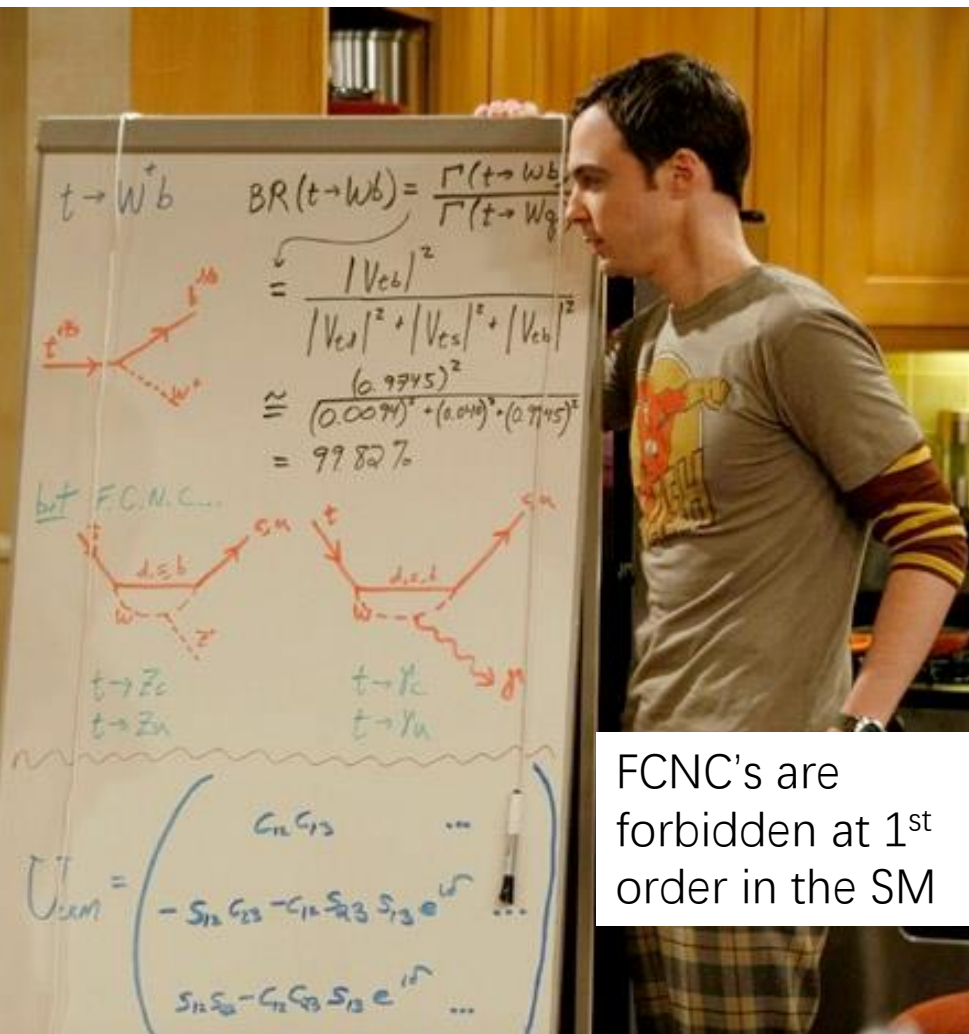 t → W⁺b
BR(t→Wb) = Γ(t→Wb
Γ(t→Wq
= |Vtb|²
|Vtd|² + |Vts|² + |Vtb|²
≅ (0.9745)²
(0.0094)² + (0.040)² + (0.9745)²
= 99.82%
t
W⁺
but F.C.N.C....
c,u
t
c,u
d,s,b
d,s,b
W
W
Z°
γ
t→Zc
t→γc
t→Zu
t→γu
C₁₂C₁₃ ...
= -S₁₂C₂₃-C₁₂S₂₃S₁₃e^iδ ...
S₁₂S₂₃-C₁₂C₂₃S₁₃e^iδ ...
FCNC's are
forbidden at 1st
order in the SM